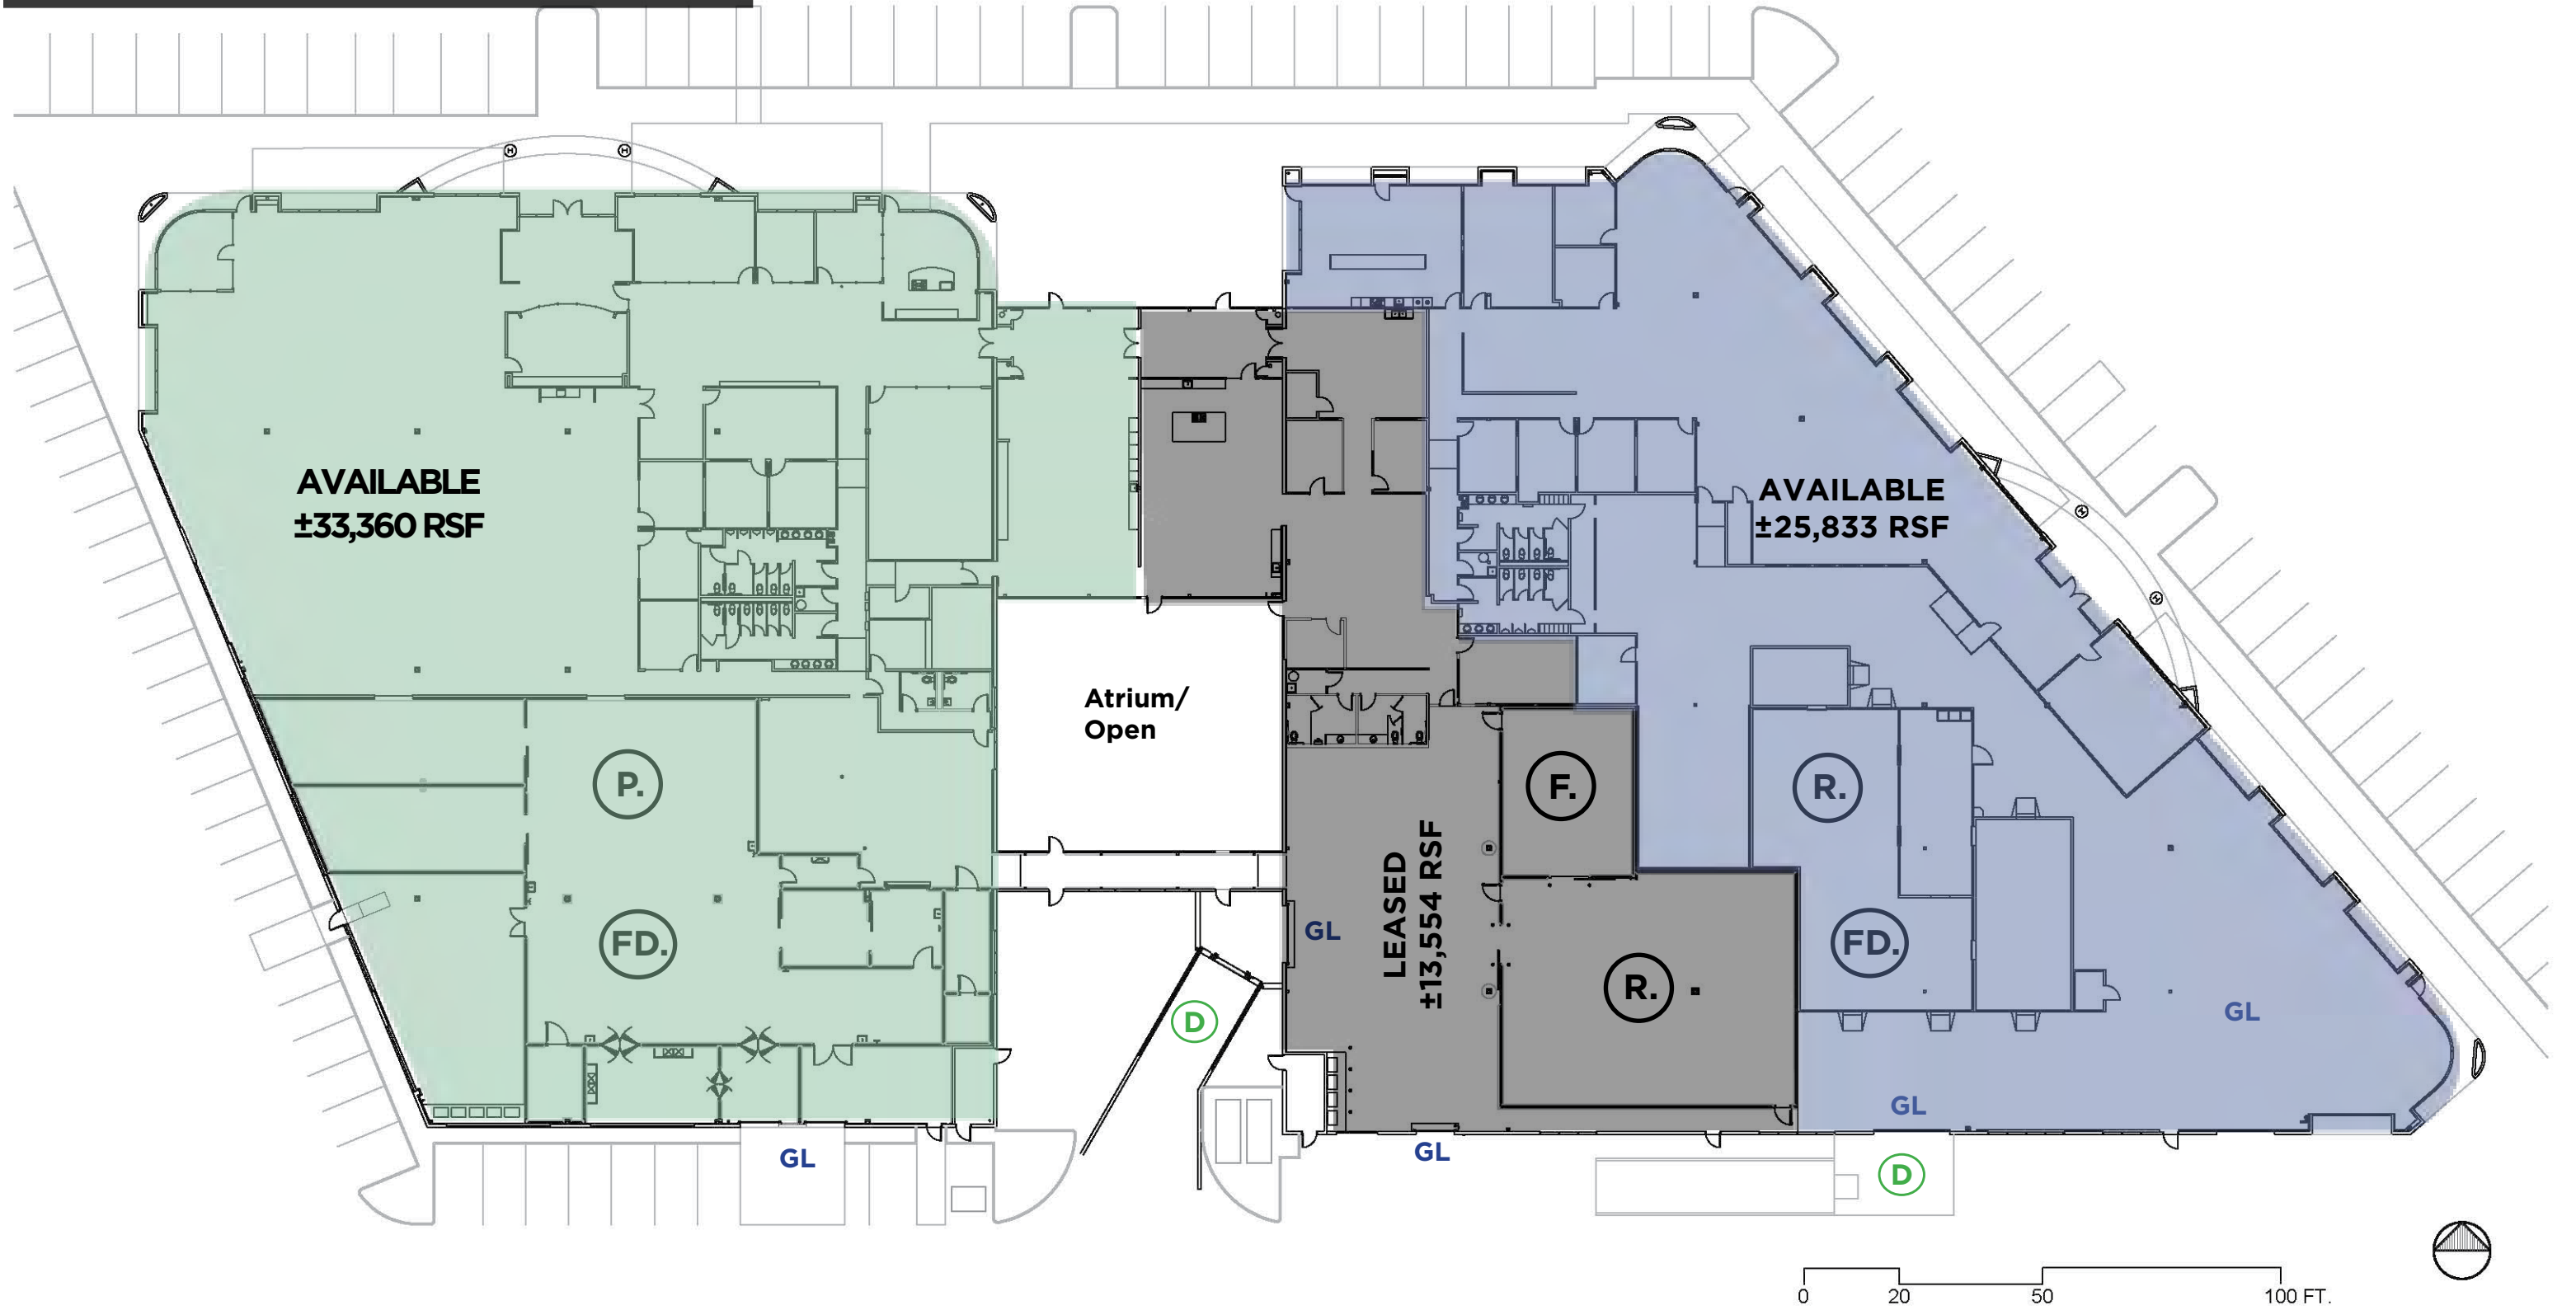 AVAILABLE
±33,360 RSF
AVAILABLE
±25,833 RSF
Atrium/
Open
P.
F.
R.
LEASED
±13,554 RSF
GL
FD.
FD.
R.
D
GL
GL
GL
GL
D
0 20 50 100 FT.